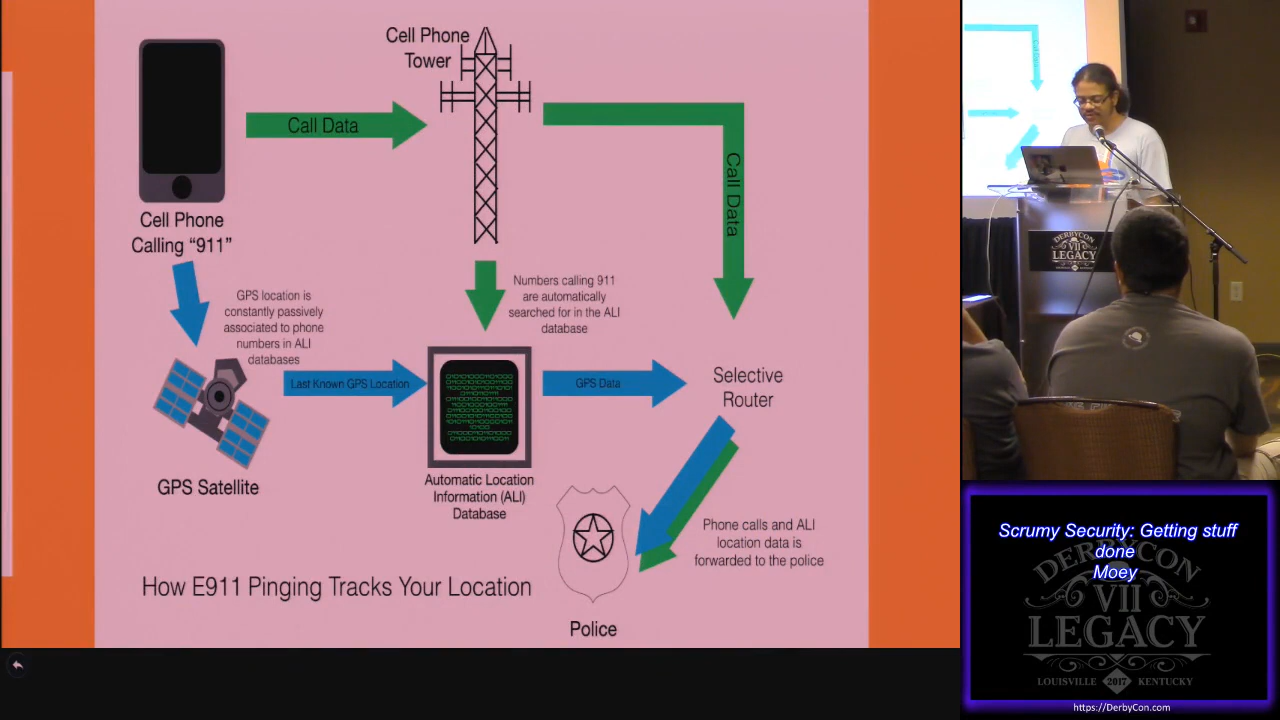 Cell Phone
Tower
Call Data
Call Data
Cell Phone
Calling “911”
GPS location is
constantly passively
associated to phone
numbers in ALI
databases
Numbers calling 911
are automatically
searched for in the ALI
database
Last Known GPS Location
GPS Data
Selective
Router
GPS Satellite
Automatic Location
Information (ALI)
Database
Phone calls and ALI
location data is
forwarded to the police
How E911 Pinging Tracks Your Location
Police
DERBYCON
VII
LEGACY
Scrumy Security: Getting stuff
done
Moey
DERBYCON
VII
LEGACY
LOUISVILLE 2017 KENTUCKY
https://DerbyCon.com